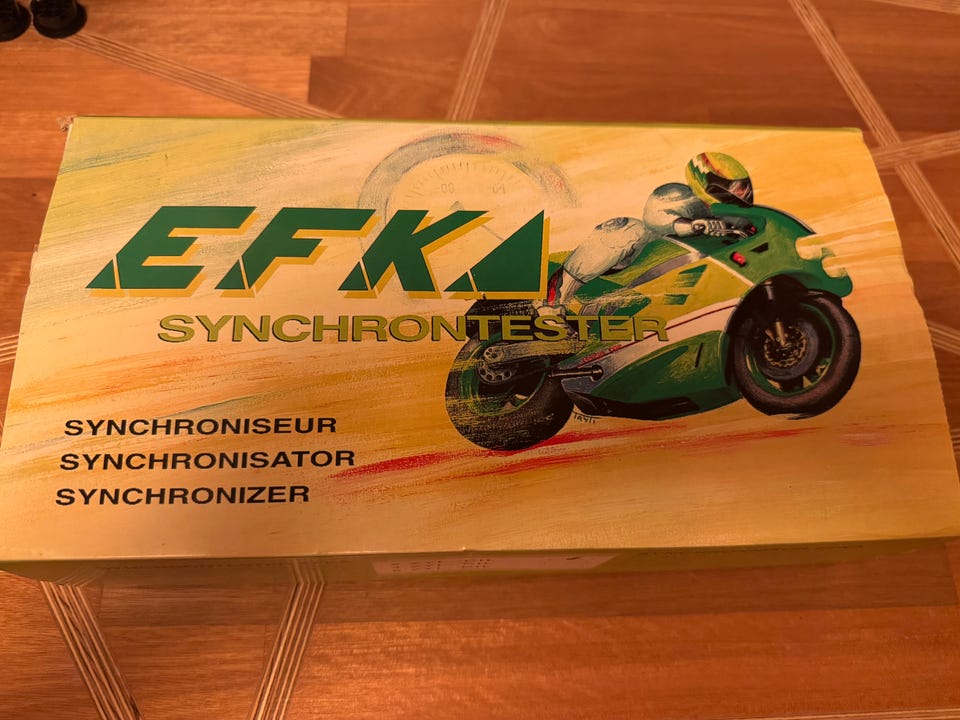 EFKA
SYNCHRONTESTER
SYNCHRONISEUR
SYNCHRONISATOR
SYNCHRONIZER